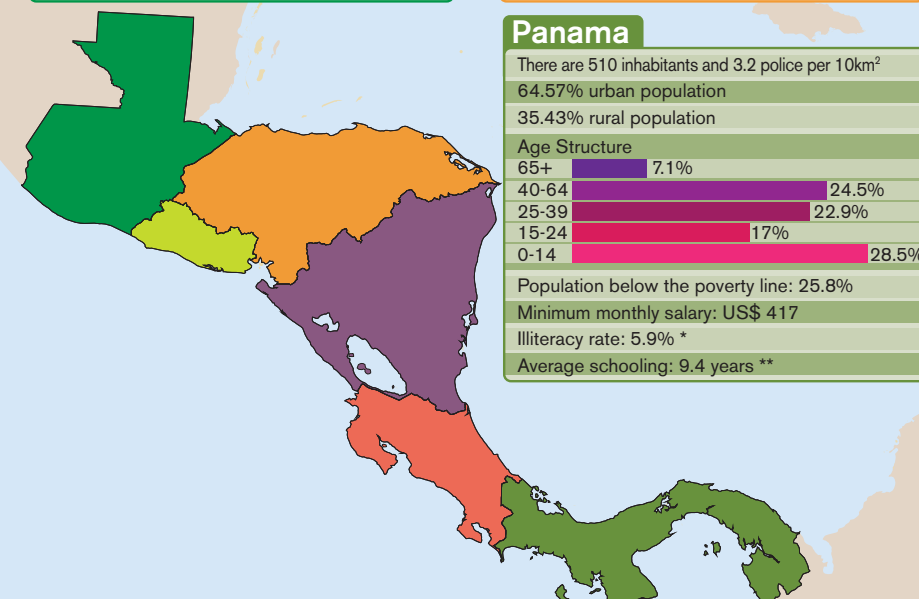 Panama
There are 510 inhabitants and 3.2 police per 10km²
64.57% urban population
35.43% rural population
Age Structure
65+ 7.1%
40-64 24.5%
25-39 22.9%
15-24 17%
0-14 28.5%
Population below the poverty line: 25.8%
Minimum monthly salary: US$ 417
Illiteracy rate: 5.9% *
Average schooling: 9.4 years **